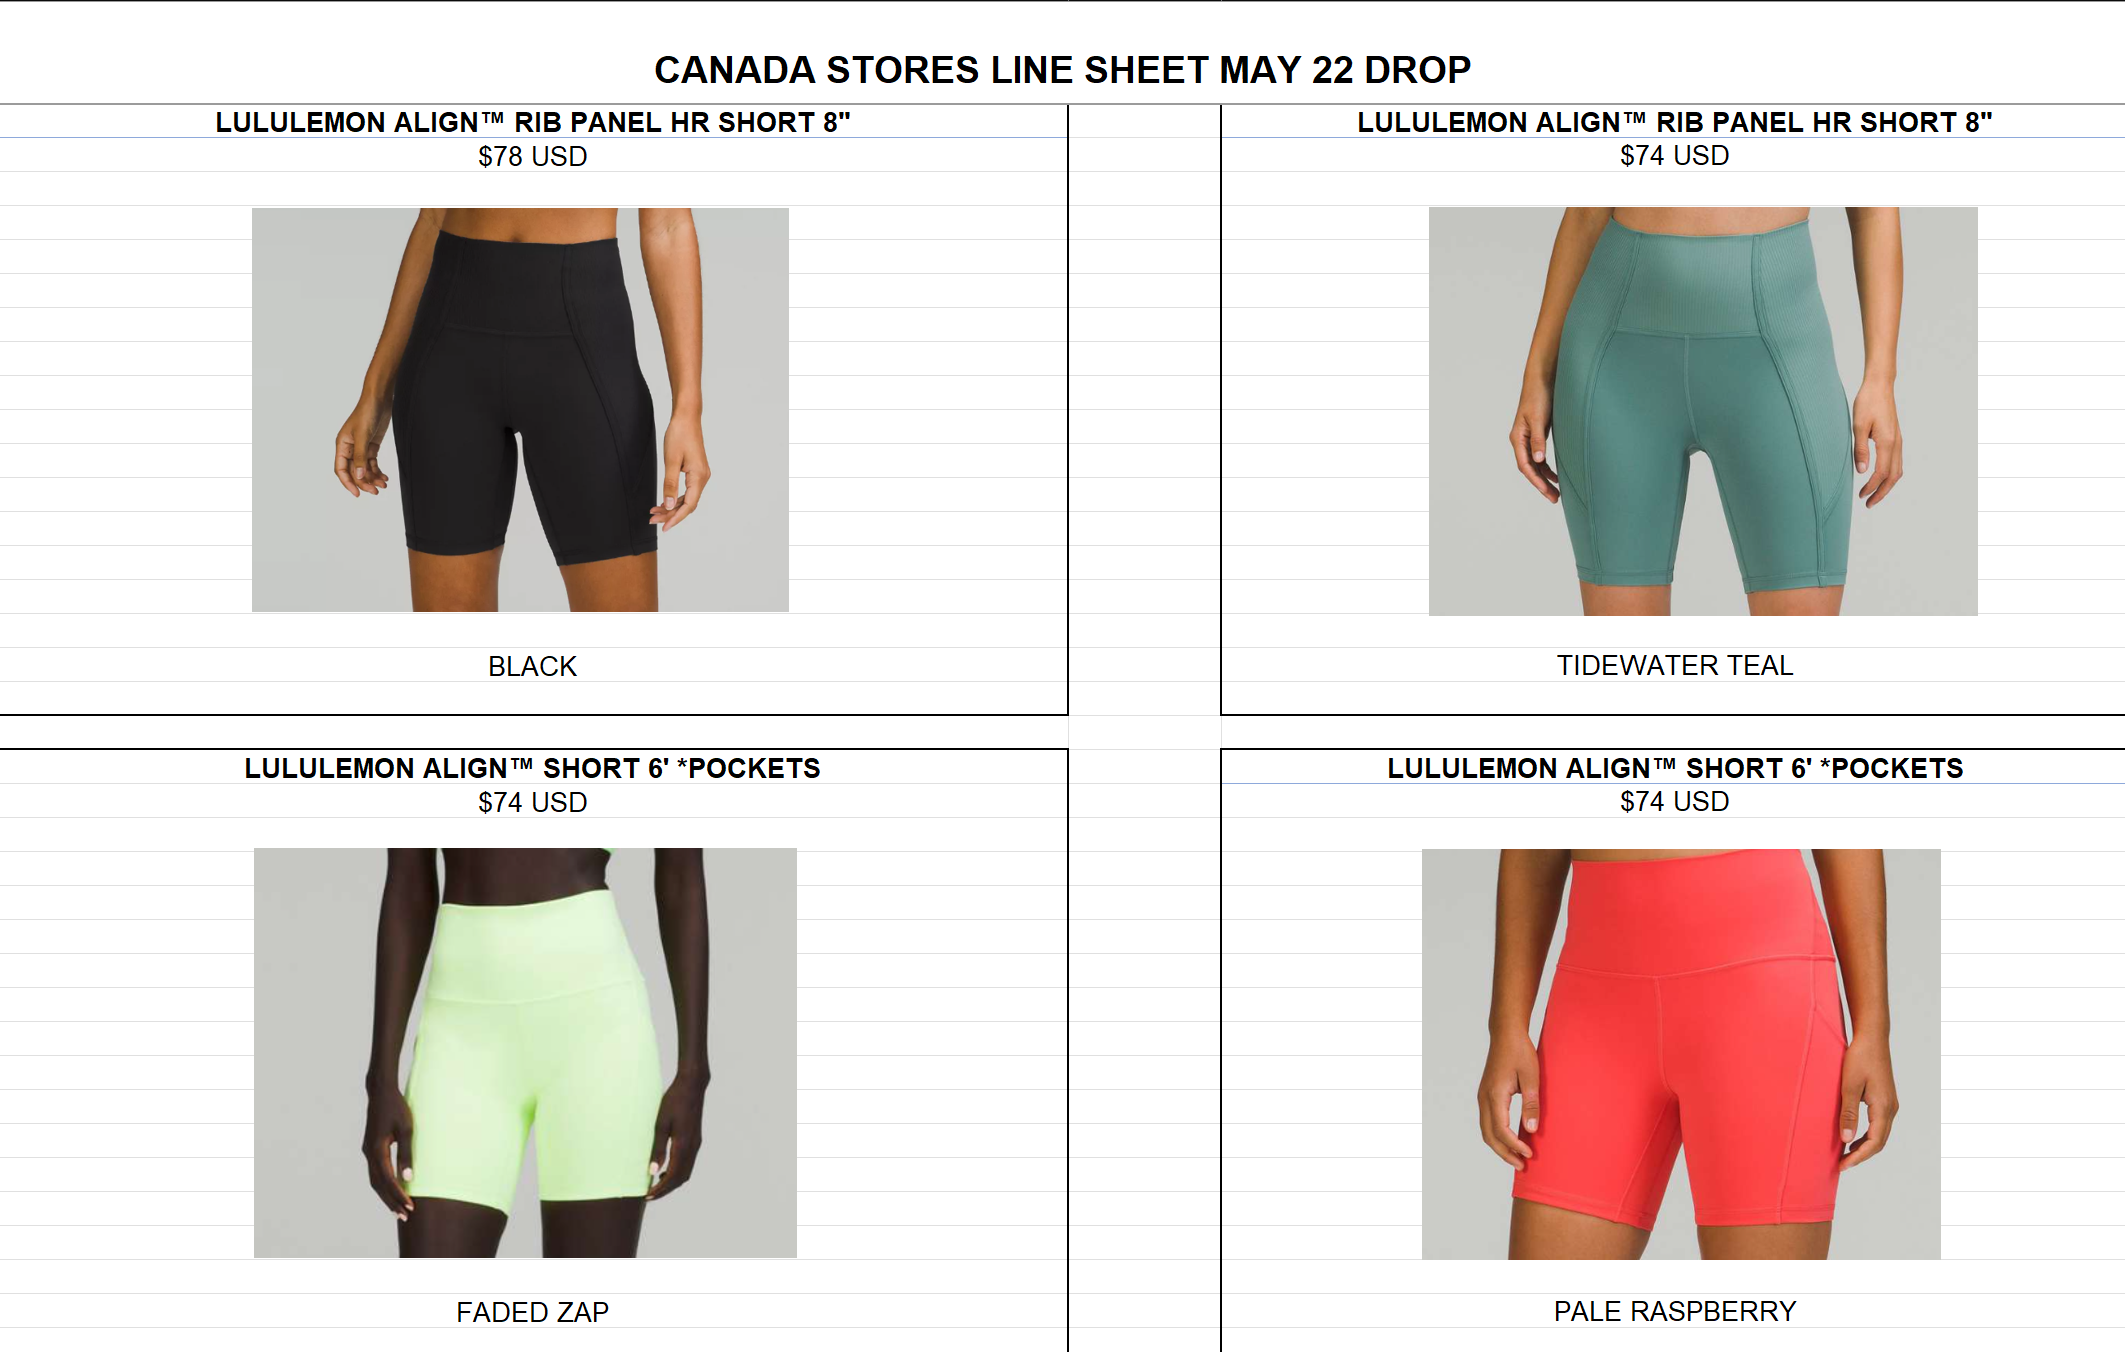 CANADA STORES LINE SHEET MAY 22 DROP
LULULEMON ALIGN™ RIB PANEL HR SHORT 8"
$78 USD
BLACK
LULULEMON ALIGN™ RIB PANEL HR SHORT 8"
$74 USD
TIDEWATER TEAL
LULULEMON ALIGN™ SHORT 6' *POCKETS
$74 USD
FADED ZAP
LULULEMON ALIGN™ SHORT 6' *POCKETS
$74 USD
PALE RASPBERRY